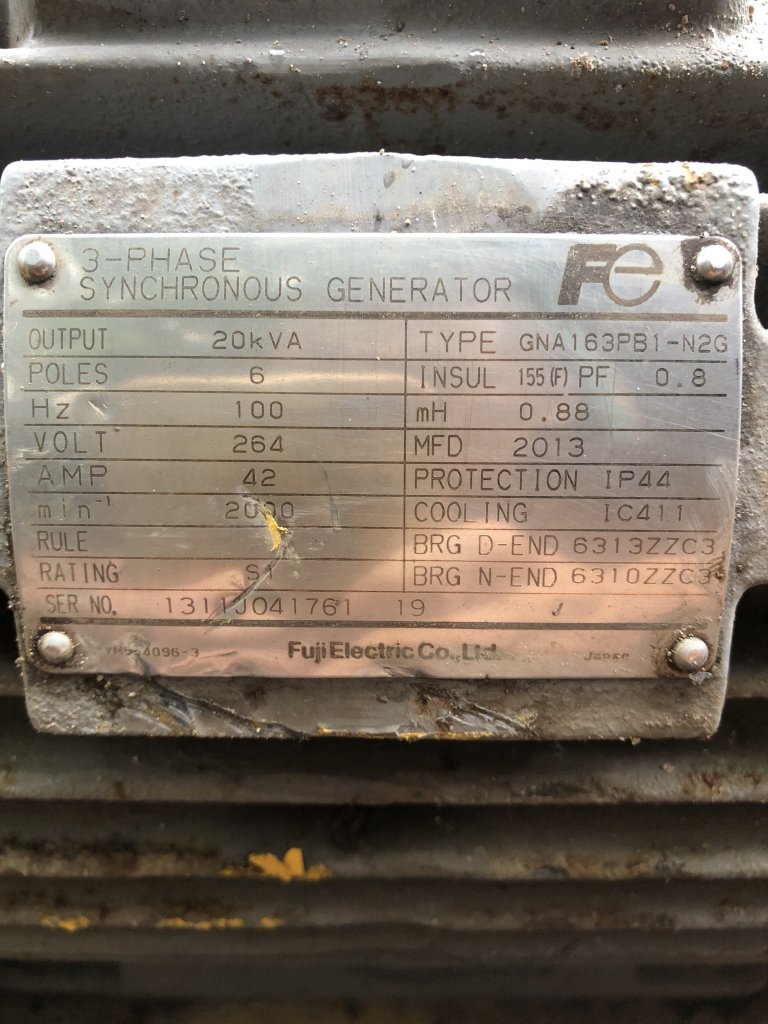 3-PHASE
SYNCHRONOUS GENERATOR Fe
OUTPUT 20kVA TYPE GNA163PB1-N2G
POLES 6 INSUL 155(F) PF 0.8
Hz 100 mH 0.88
VOLT 264 MFD 2013
AMP 42 PROTECTION IP44
min⁻¹ 2000 COOLING IC411
RULE BRG D-END 6313ZZC3
RATING S1 BRG N-END 6310ZZC3
SER NO. 19
Fuji Electric Co., Ltd. Japan